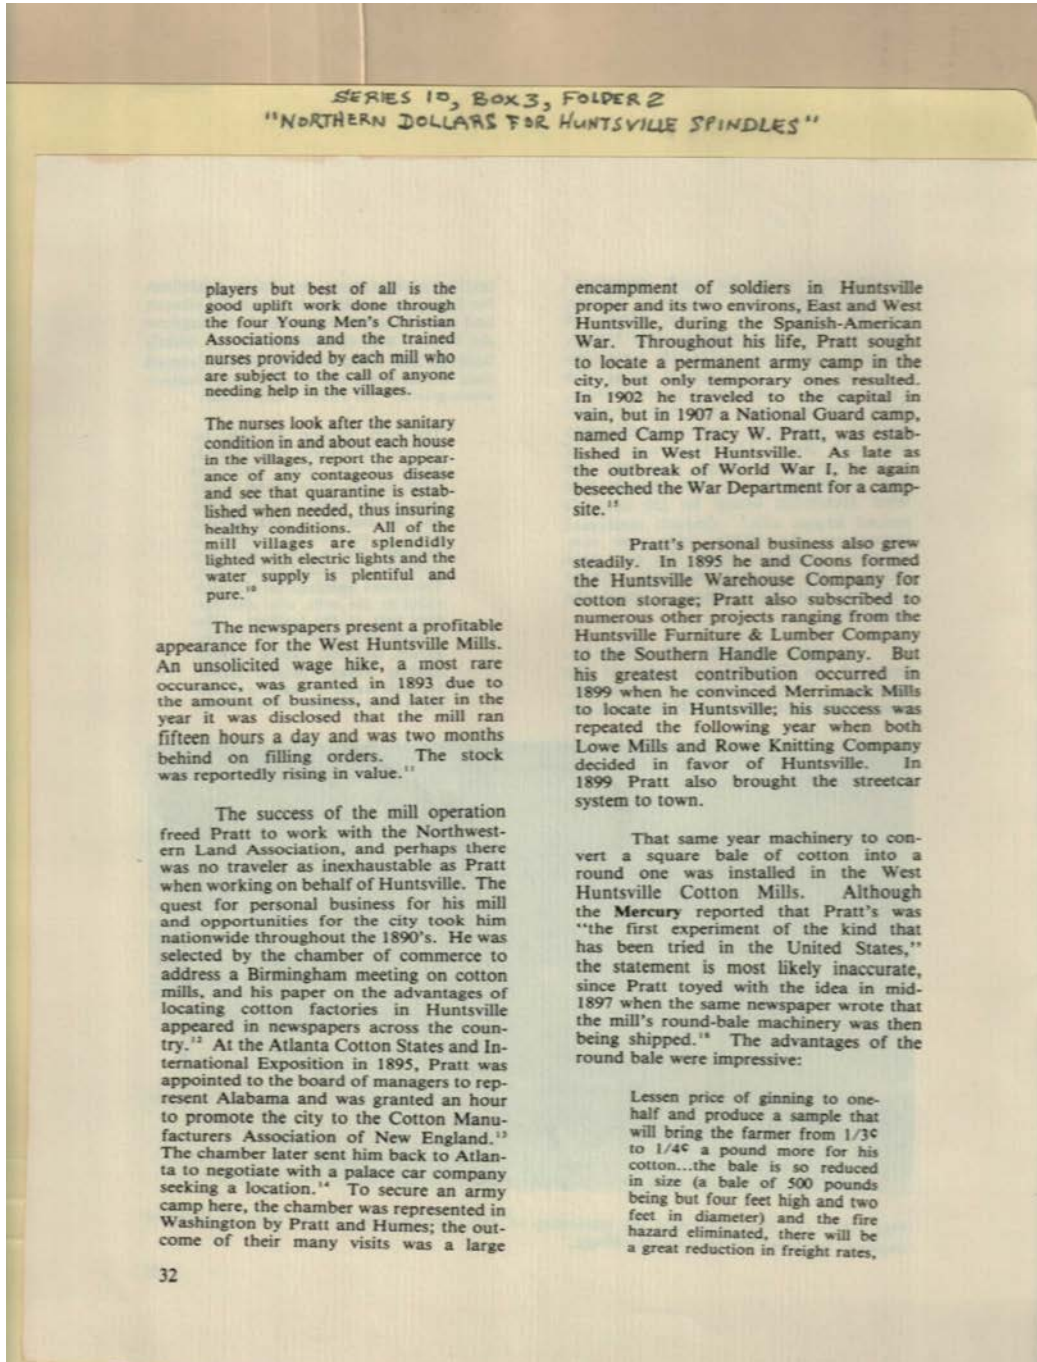 SERIES 10, BOX 3, FOLDER 2
"NORTHERN DOLLARS FOR HUNTSVILLE SPINDLES"
players but best of all is the
good uplift work done through
the four Young Men's Christian
Associations and the trained
nurses provided by each mill who
are subject to the call of anyone
needing help in the villages.
The nurses look after the sanitary
condition in and about each house
in the villages, report the appear-
ance of any contageous disease
and see that quarantine is estab-
lished when needed, thus insuring
healthy conditions. All of the
mill villages are splendidly
lighted with electric lights and the
water supply is plentiful and
pure.¹⁰
The newspapers present a profitable
appearance for the West Huntsville Mills.
An unsolicited wage hike, a most rare
occurance, was granted in 1893 due to
the amount of business, and later in the
year it was disclosed that the mill ran
fifteen hours a day and was two months
behind on filling orders. The stock
was reportedly rising in value.¹¹
The success of the mill operation
freed Pratt to work with the Northwest-
ern Land Association, and perhaps there
was no traveler as inexhaustable as Pratt
when working on behalf of Huntsville. The
quest for personal business for his mill
and opportunities for the city took him
nationwide throughout the 1890's. He was
selected by the chamber of commerce to
address a Birmingham meeting on cotton
mills, and his paper on the advantages of
locating cotton factories in Huntsville
appeared in newspapers across the coun-
try.¹² At the Atlanta Cotton States and In-
ternational Exposition in 1895, Pratt was
appointed to the board of managers to rep-
resent Alabama and was granted an hour
to promote the city to the Cotton Manu-
facturers Association of New England.¹³
The chamber later sent him back to Atlan-
ta to negotiate with a palace car company
seeking a location.¹⁴ To secure an army
camp here, the chamber was represented in
Washington by Pratt and Humes; the out-
come of their many visits was a large
32
encampment of soldiers in Huntsville
proper and its two environs, East and West
Huntsville, during the Spanish-American
War. Throughout his life, Pratt sought
to locate a permanent army camp in the
city, but only temporary ones resulted.
In 1902 he traveled to the capital in
vain, but in 1907 a National Guard camp,
named Camp Tracy W. Pratt, was estab-
lished in West Huntsville. As late as
the outbreak of World War I, he again
beseeched the War Department for a camp-
site.¹⁵
Pratt's personal business also grew
steadily. In 1895 he and Coons formed
the Huntsville Warehouse Company for
cotton storage; Pratt also subscribed to
numerous other projects ranging from the
Huntsville Furniture & Lumber Company
to the Southern Handle Company. But
his greatest contribution occurred in
1899 when he convinced Merrimack Mills
to locate in Huntsville; his success was
repeated the following year when both
Lowe Mills and Rowe Knitting Company
decided in favor of Huntsville. In
1899 Pratt also brought the streetcar
system to town.
That same year machinery to con-
vert a square bale of cotton into a
round one was installed in the West
Huntsville Cotton Mills. Although
the Mercury reported that Pratt's was
"the first experiment of the kind that
has been tried in the United States,"
the statement is most likely inaccurate,
since Pratt toyed with the idea in mid-
1897 when the same newspaper wrote that
the mill's round-bale machinery was then
being shipped.¹⁶ The advantages of the
round bale were impressive:
Lessen price of ginning to one-
half and produce a sample that
will bring the farmer from 1/3¢
to 1/4¢ a pound more for his
cotton...the bale is so reduced
in size (a bale of 500 pounds
being but four feet high and two
feet in diameter) and the fire
hazard eliminated, there will be
a great reduction in freight rates,